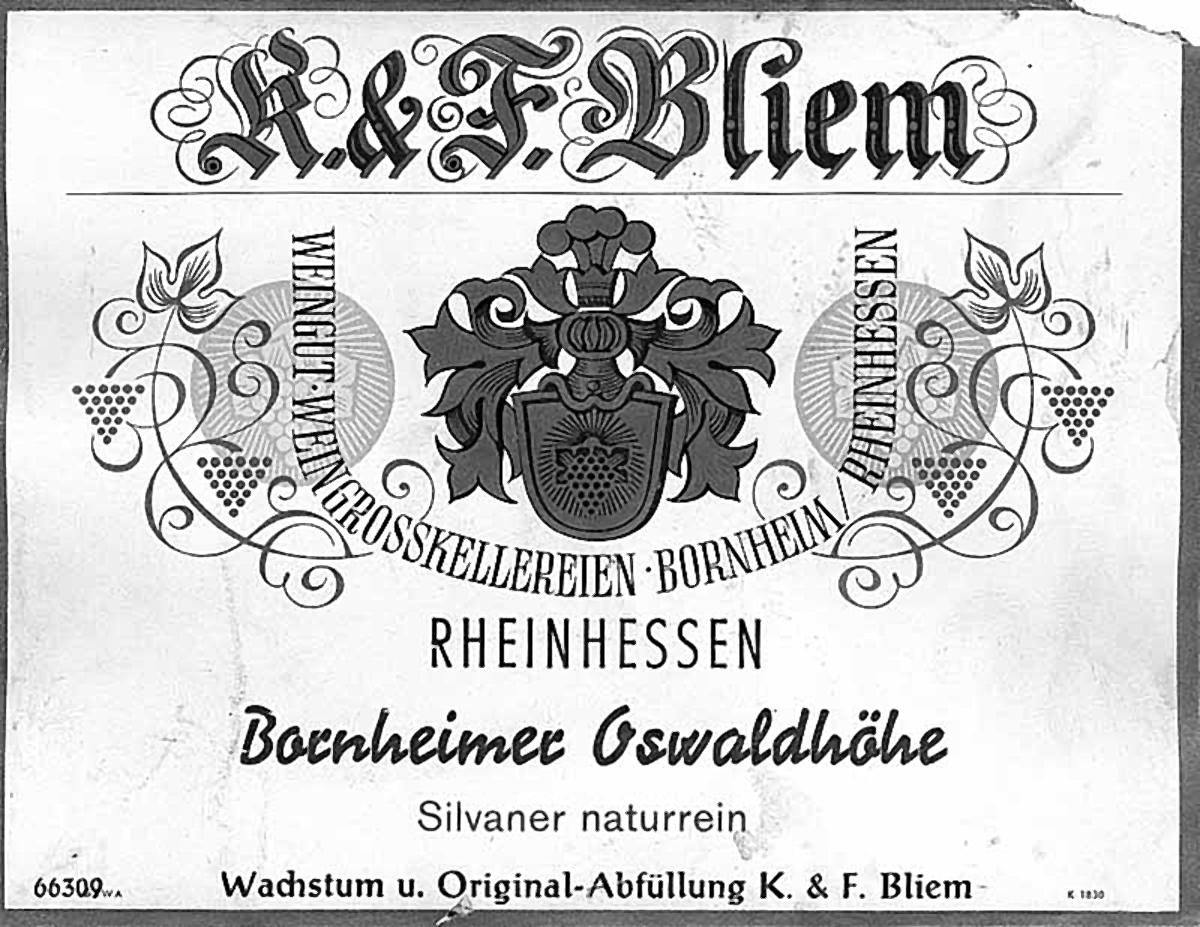 K. & F. Bliem
WEINGUT · WEINGROSSKELLEREIEN · BORNHEIM / RHEINHESSEN
RHEINHESSEN
Bornheimer Oswaldhöhe
Silvaner naturrein
66309
Wachstum u. Original-Abfüllung K. & F. Bliem
K 1830